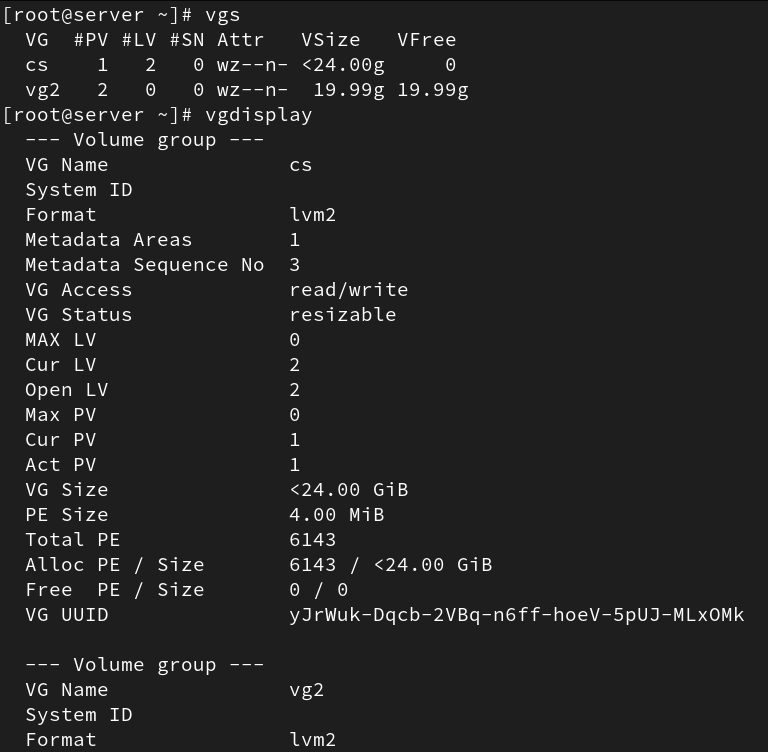 [root@server ~]# vgs
  VG  #PV #LV #SN Attr   VSize   VFree
  cs    1   2   0 wz--n- <24.00g     0
  vg2   2   0   0 wz--n-  19.99g 19.99g
[root@server ~]# vgdisplay
  --- Volume group ---
  VG Name               cs
  System ID
  Format                lvm2
  Metadata Areas        1
  Metadata Sequence No  3
  VG Access             read/write
  VG Status             resizable
  MAX LV                0
  Cur LV                2
  Open LV               2
  Max PV                0
  Cur PV                1
  Act PV                1
  VG Size               <24.00 GiB
  PE Size               4.00 MiB
  Total PE              6143
  Alloc PE / Size       6143 / <24.00 GiB
  Free  PE / Size       0 / 0
  VG UUID               yJrWuk-Dqcb-2VBq-n6ff-hoeV-5pUJ-MLxOMk

  --- Volume group ---
  VG Name               vg2
  System ID
  Format                lvm2